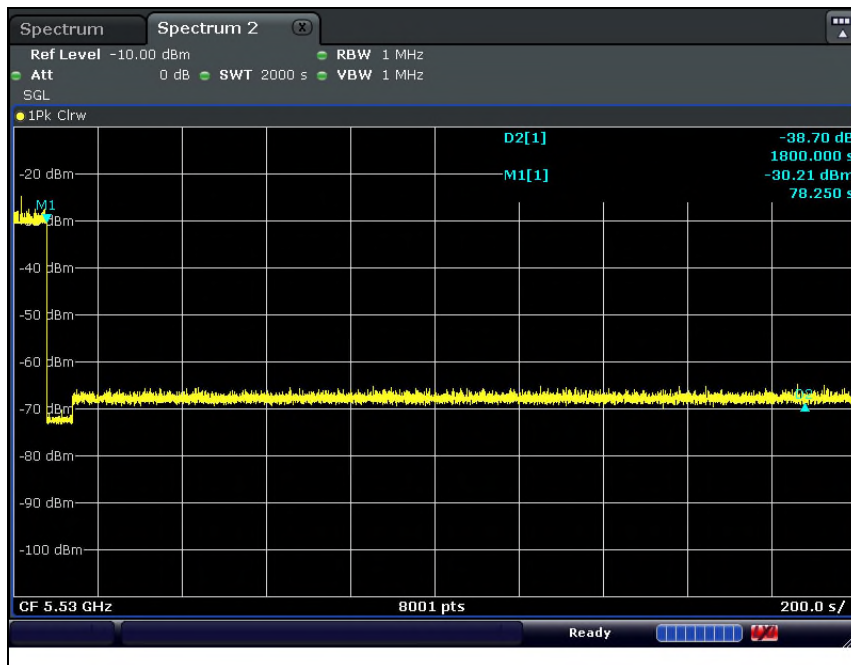 Spectrum Spectrum 2 X
Ref Level -10.00 dBm RBW 1 MHz
Att 0 dB SWT 2000 s VBW 1 MHz
SGL
1Pk Clrw
D2[1] -38.70 dB
1800.000 s
-20 dBm M1[1] -30.21 dBm
78.250 s
M1
dBm
-40 dBm
-50 dBm
-60 dBm
D2
-70 dBm
-80 dBm
-90 dBm
-100 dBm
CF 5.53 GHz 8001 pts 200.0 s/
Ready